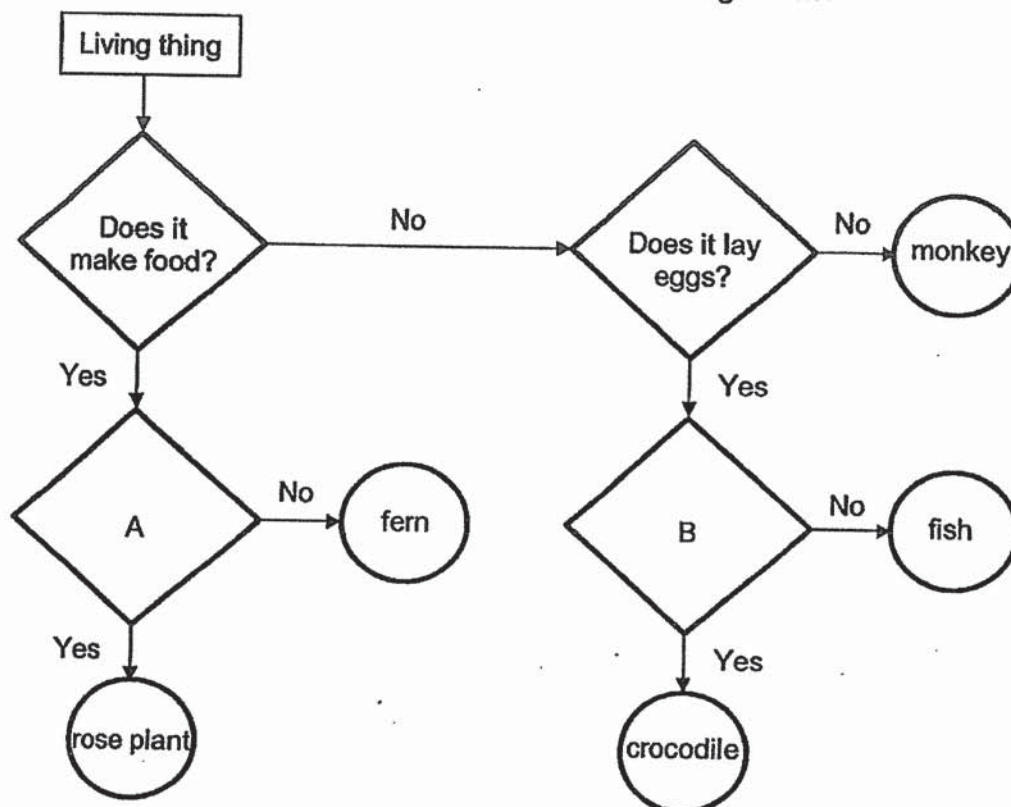 Living thing
Does it
make food?
No
Does it lay
eggs?
No
monkey
Yes
Yes
A
No
fern
B
No
fish
Yes
rose plant
Yes
crocodile